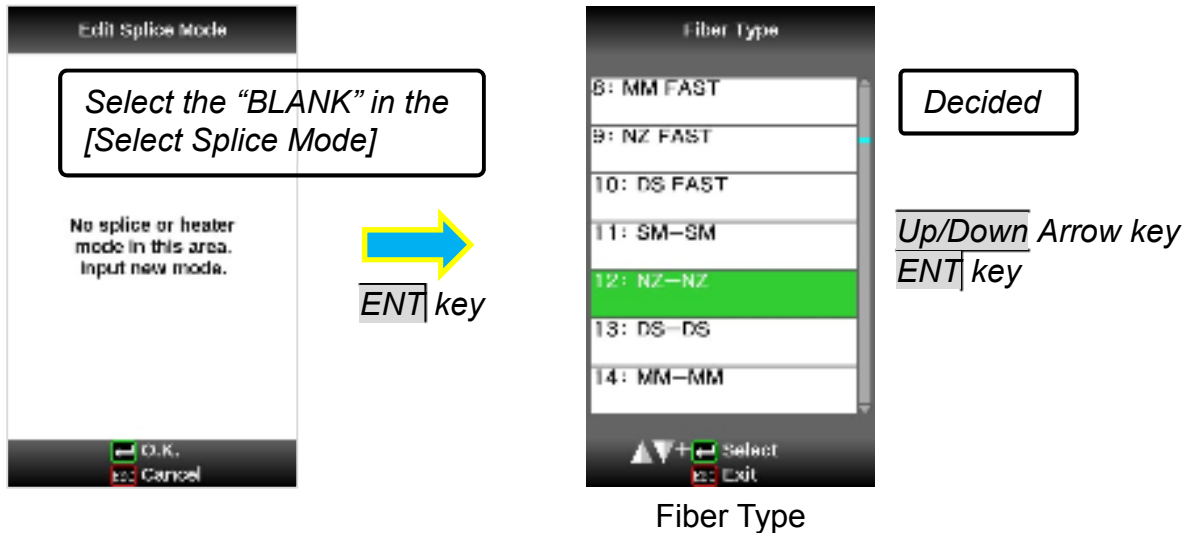 Edit Splice Mode
Select the “BLANK” in the
[Select Splice Mode]
No splice or heater
mode in this area.
Input new mode.
O.K.
ESC Cancel
ENT key
Fiber Type
8: MM FAST
9: NZ FAST
10: DS FAST
11: SM-SM
12: NZ-NZ
13: DS-DS
14: MM-MM
▲▼+ Select
ESC Exit
Fiber Type
Decided
Up/Down Arrow key
ENT key